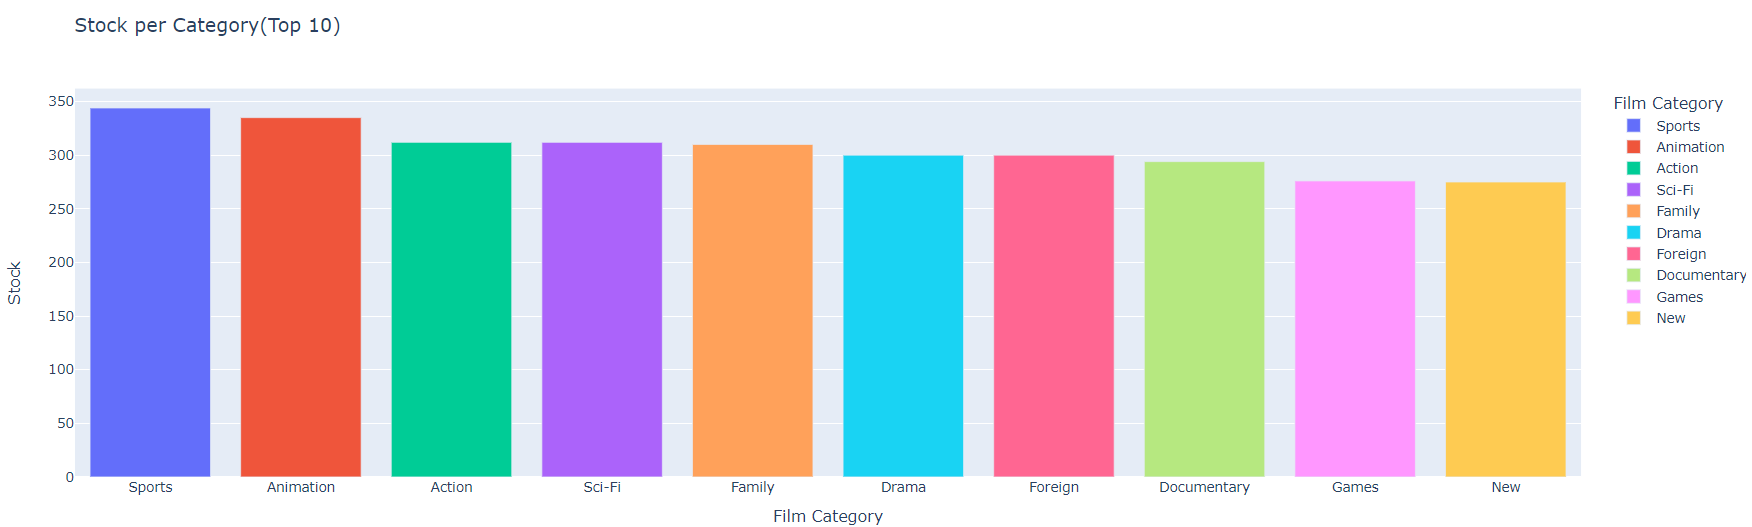 Stock per Category(Top 10)
350
300
250
200
150
100
50
0
Stock
Sports
Animation
Action
Sci-Fi
Family
Drama
Foreign
Documentary
Games
New
Film Category
Film Category
Sports
Animation
Action
Sci-Fi
Family
Drama
Foreign
Documentary
Games
New